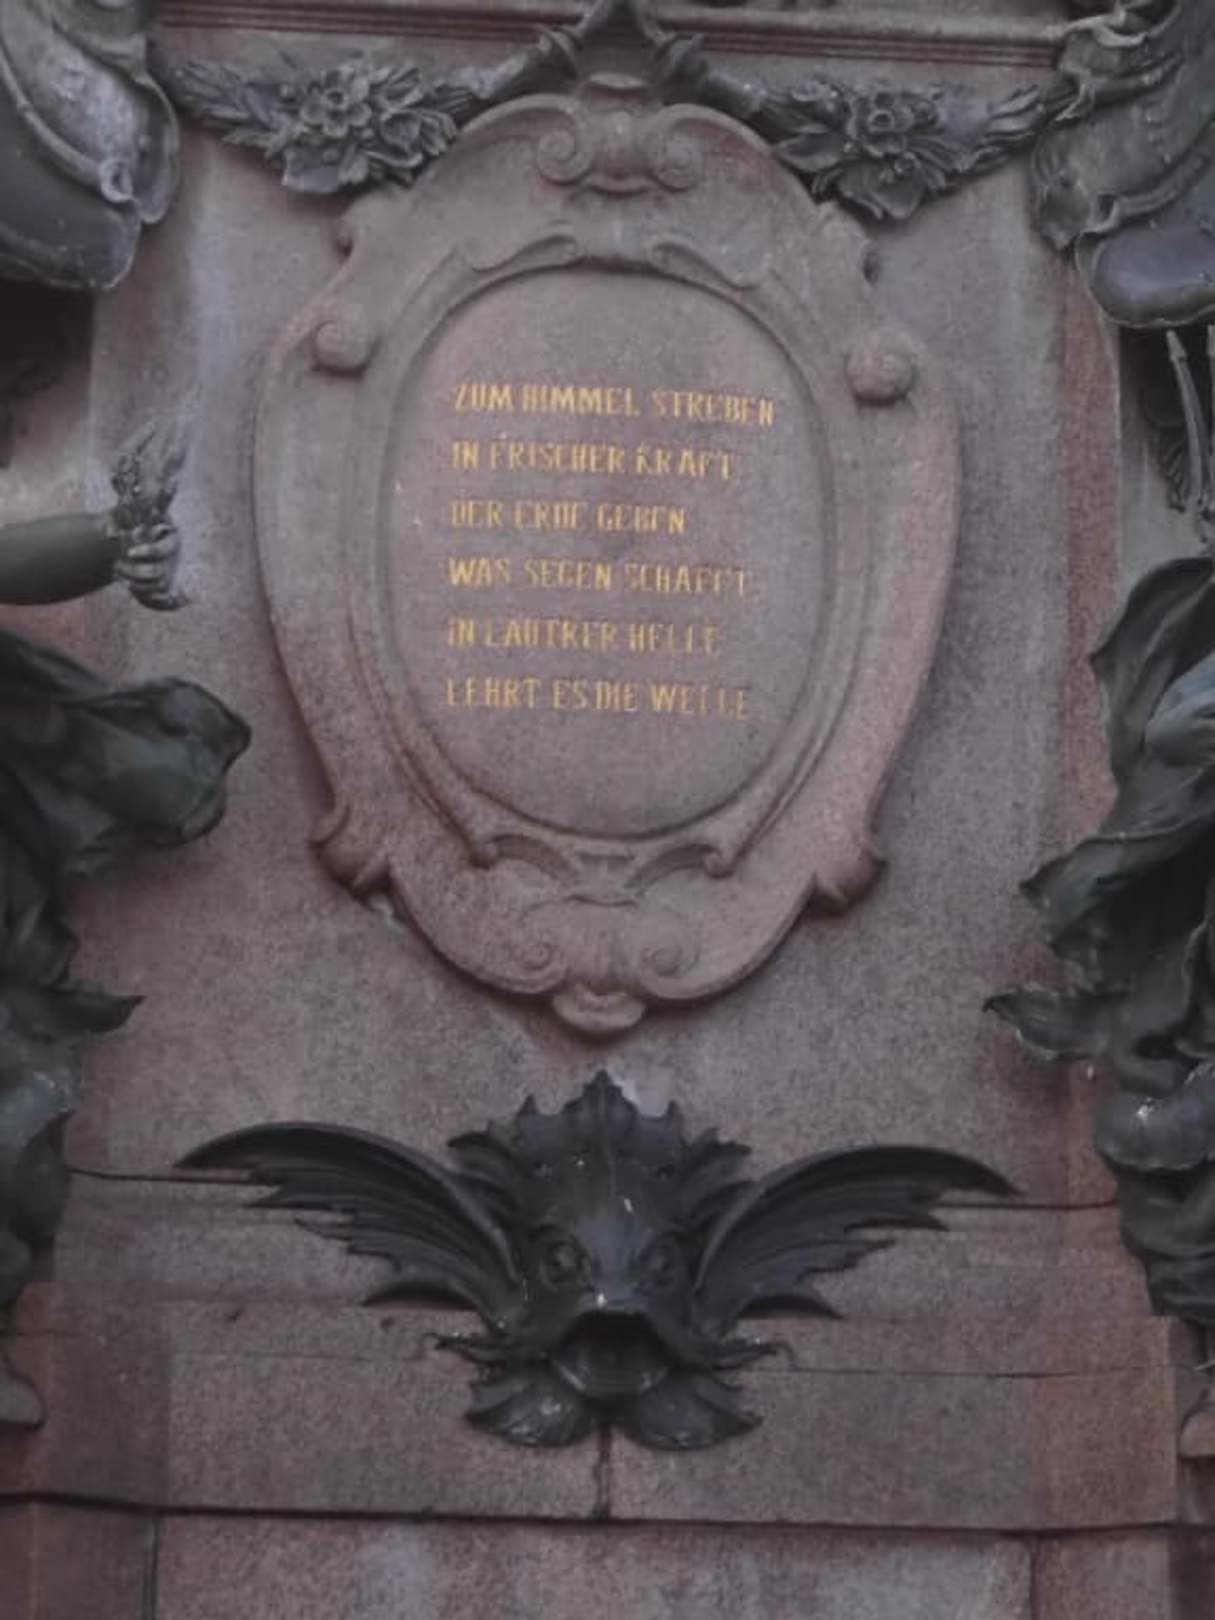 ZUM HIMMEL STREBEN
IN FRISCHER KRAFT
DER ERDE GEBEN
WAS SEGEN SCHAFFT
IN LAUTRER HELLE
LEHRT ES DIE WELLE